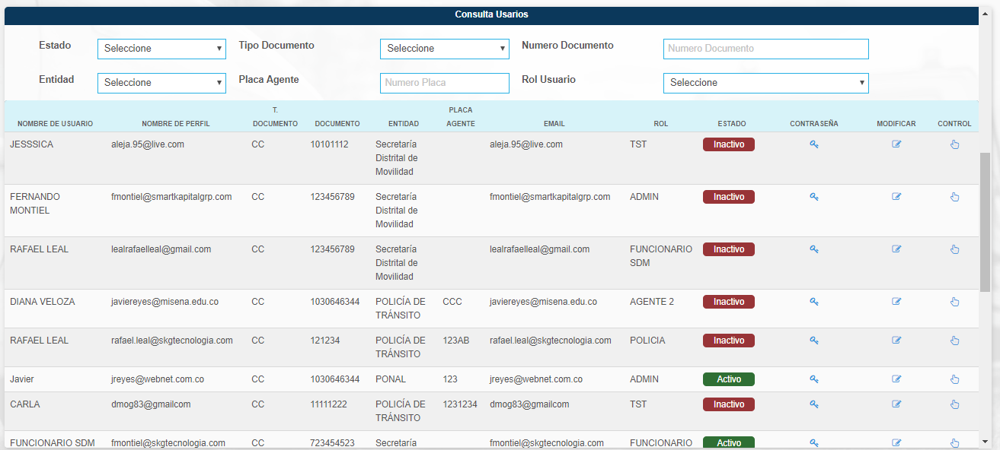 Consulta Usarios
Estado Seleccione Tipo Documento Seleccione Numero Documento Numero Documento
Entidad Seleccione Placa Agente Numero Placa Rol Usuario Seleccione
NOMBRE DE USUARIO NOMBRE DE PERFIL T. DOCUMENTO DOCUMENTO ENTIDAD PLACA AGENTE EMAIL ROL ESTADO CONTRASEÑA MODIFICAR CONTROL
JESSSICA aleja.95@live.com CC 10101112 Secretaría aleja.95@live.com TST Inactivo
Distrital de
Movilidad
FERNANDO fmontiel@smartkapitalgrp.com CC 123456789 Secretaría fmontiel@smartkapitalgrp.com ADMIN Inactivo
MONTIEL Distrital de
Movilidad
RAFAEL LEAL lealrafaelleal@gmail.com CC 123456789 Secretaría lealrafaelleal@gmail.com FUNCIONARIO Inactivo
Distrital de SDM
Movilidad
DIANA VELOZA javiereyes@misena.edu.co CC 1030646344 POLICÍA DE CCC javiereyes@misena.edu.co AGENTE 2 Inactivo
TRÁNSITO
RAFAEL LEAL rafael.leal@skgtecnologia.com CC 121234 POLICÍA DE 123AB rafael.leal@skgtecnologia.com POLICIA Inactivo
TRÁNSITO
Javier jreyes@webnet.com.co CC 1030646344 PONAL 123 jreyes@webnet.com.co ADMIN Activo
CARLA dmog83@gmailcom CC 11111222 POLICÍA DE 1231234 dmog83@gmailcom TST Inactivo
TRÁNSITO
FUNCIONARIO SDM fmontiel@skgtecnologia.com CC 723454523 Secretaría fmontiel@skgtecnologia.com FUNCIONARIO Activo